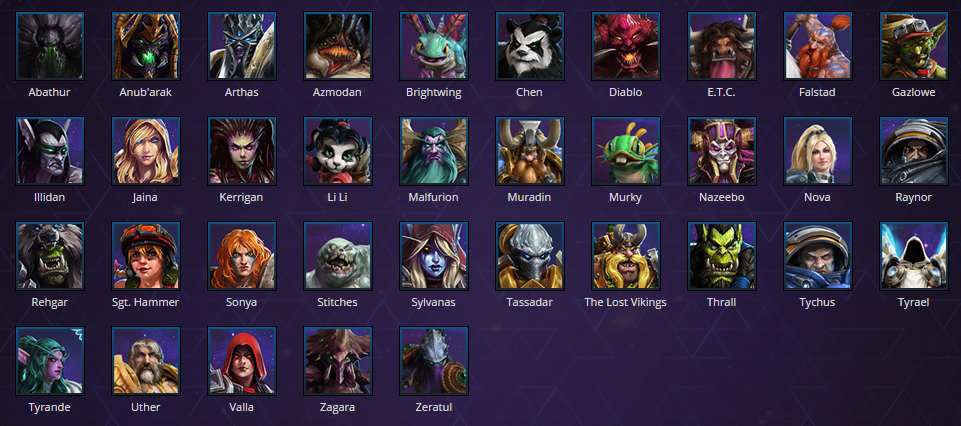 Abathur
Anub'arak
Arthas
Azmodan
Brightwing
Chen
Diablo
E.T.C.
Falstad
Gazlowe
Illidan
Jaina
Kerrigan
Li Li
Malfurion
Muradin
Murky
Nazeebo
Nova
Raynor
Rehgar
Sgt. Hammer
Sonya
Stitches
Sylvanas
Tassadar
The Lost Vikings
Thrall
Tychus
Tyrael
Tyrande
Uther
Valla
Zagara
Zeratul